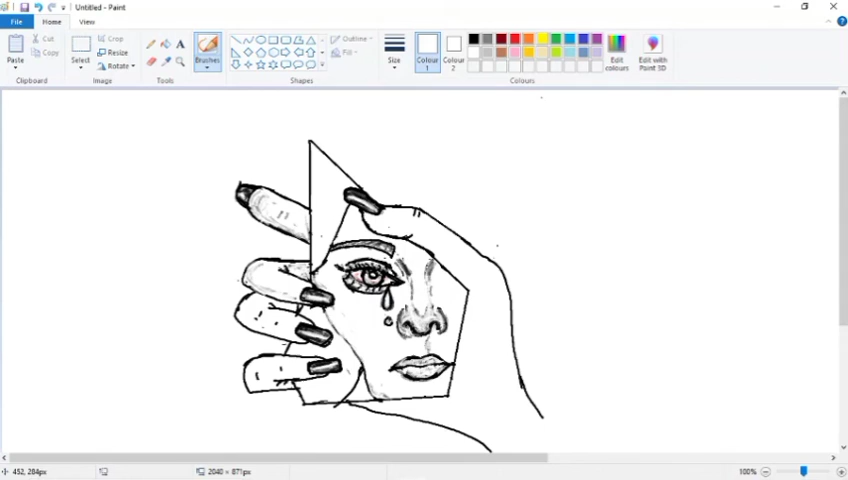 Untitled - Paint
File Home View
Paste Cut Copy
Select Crop Resize Rotate
A
Brushes
Outline Fill
Size
Colour 1
Colour 2
Edit colours
Edit with Paint 3D
Clipboard Image Tools Shapes Colours
452, 284px 2040 × 871px 100%